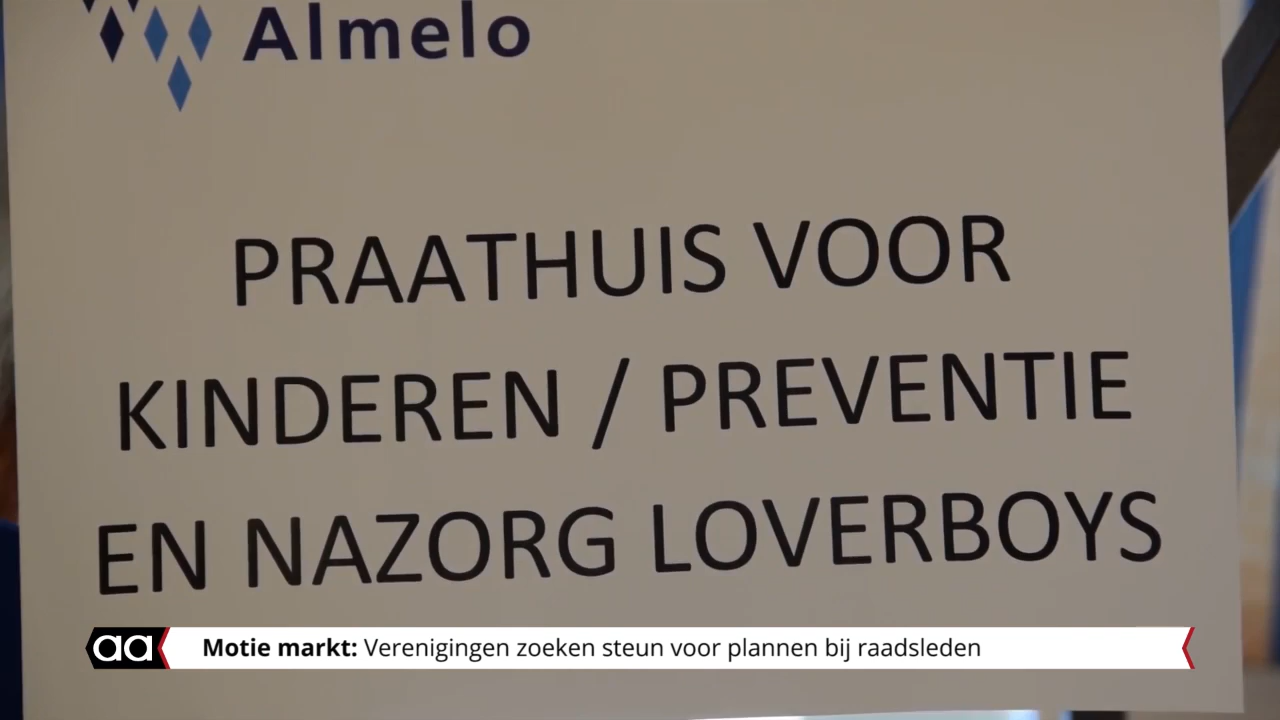 Almelo
PRAATHUIS VOOR
KINDEREN / PREVENTIE
EN NAZORG LOVERBOYS
aa Motie markt: Verenigingen zoeken steun voor plannen bij raadsleden